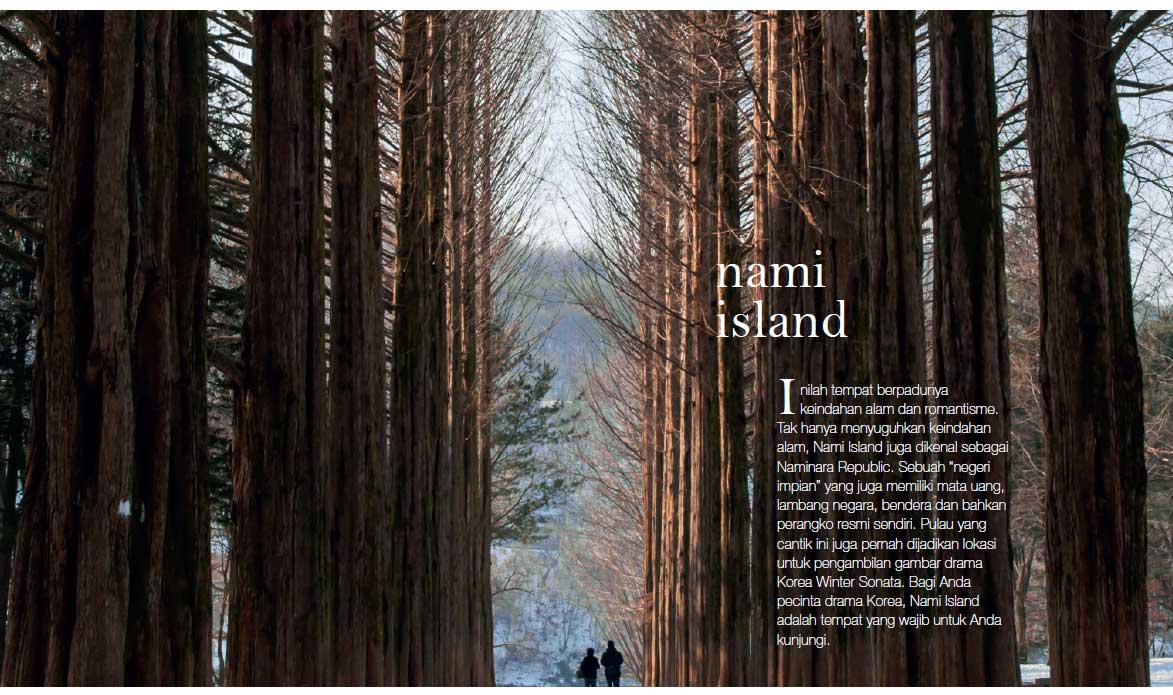 nami
island
Inilah tempat berpadunya
keindahan alam dan romantisme.
Tak hanya menyuguhkan keindahan
alam, Nami Island juga dikenal sebagai
Naminara Republic. Sebuah "negeri
impian" yang juga memiliki mata uang,
lambang negara, bendera dan bahkan
perangko resmi sendiri. Pulau yang
cantik ini juga pernah dijadikan lokasi
untuk pengambilan gambar drama
Korea Winter Sonata. Bagi Anda
pecinta drama Korea, Nami Island
adalah tempat yang wajib untuk Anda
kunjungi.